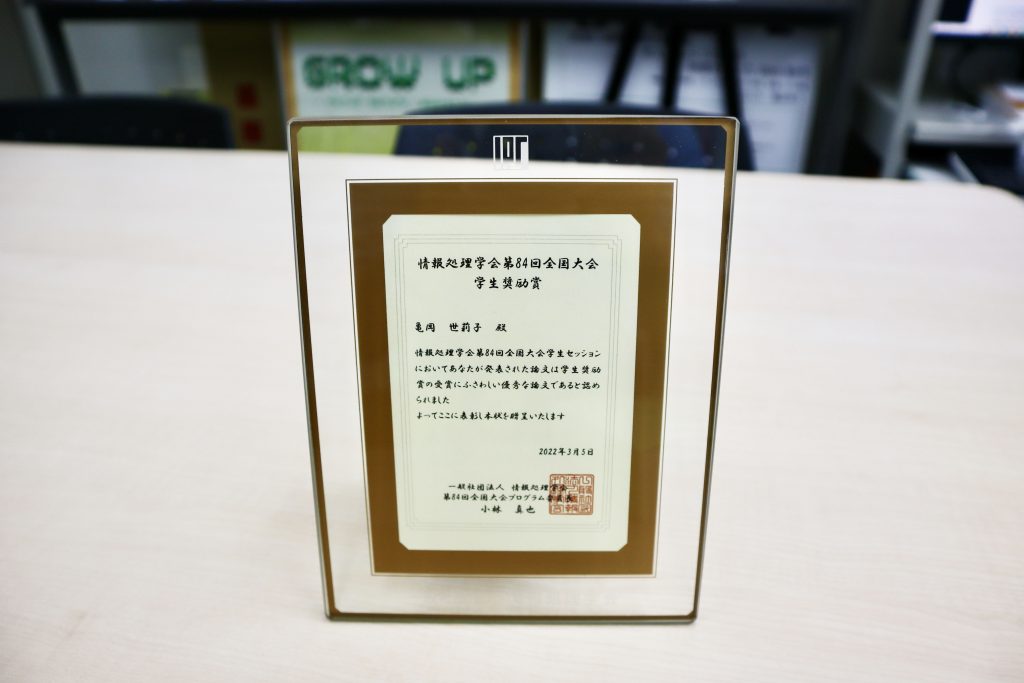 GROW UP
情報処理学会第84回全国大会
学生奨励賞
亀岡 世莉子 殿
情報処理学会第84回全国大会学生セッション
においてあなたが発表された論文は学生奨励
賞の受賞にふさわしい優秀な論文であると認め
られました
よってここに表彰し本状を贈呈いたします
2022年3月5日
一般社団法人 情報処理学会
第84回全国大会プログラム委員長
小林 真也